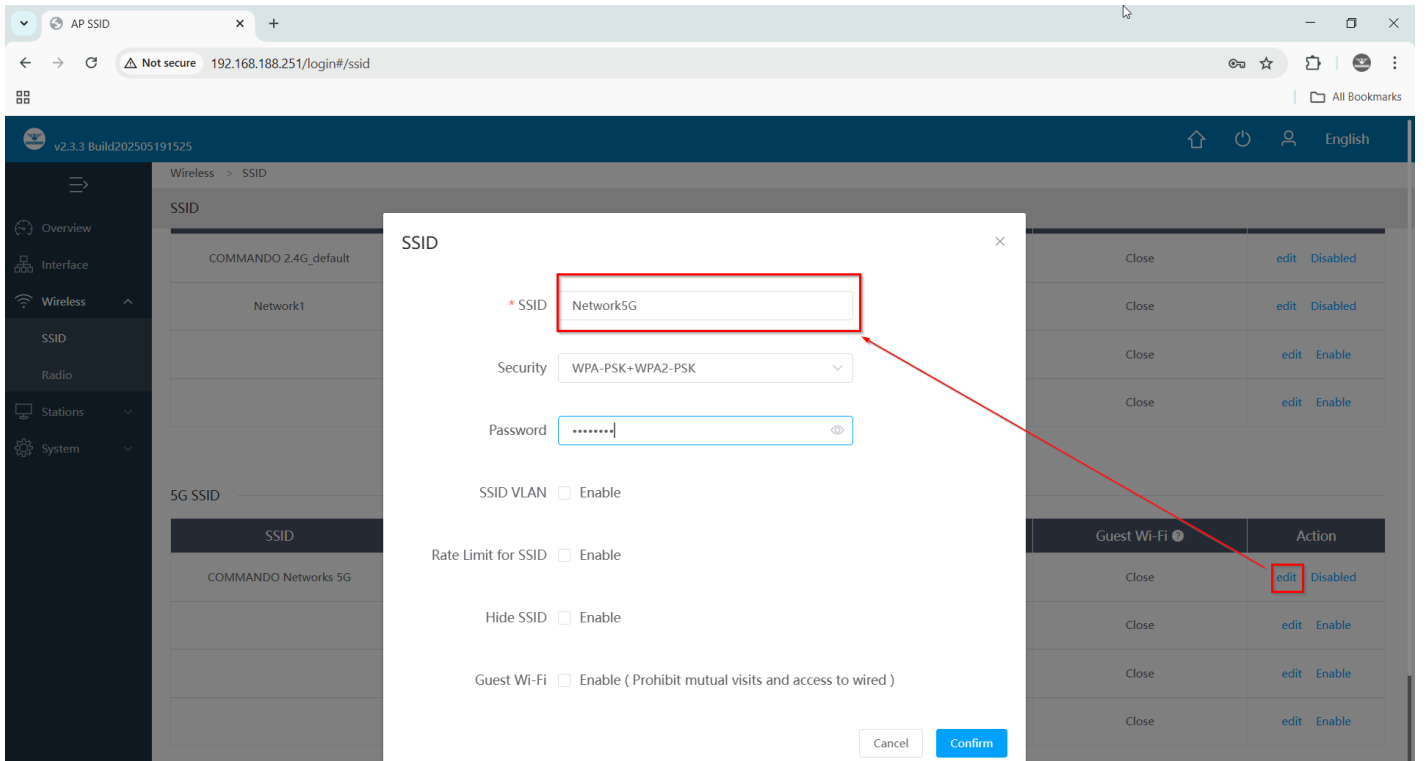 AP SSID
Not secure 192.168.188.251/login#/ssid
All Bookmarks
v2.3.3 Build202505191525
English
Wireless > SSID
SSID
Overview
Interface
Wireless
SSID
Radio
Stations
System
COMMANDO 2.4G_default Close edit Disabled
Network1 Close edit Disabled
Close edit Enable
Close edit Enable
5G SSID
SSID Guest Wi-Fi Action
COMMANDO Networks 5G Close edit Disabled
Close edit Enable
Close edit Enable
Close edit Enable
SSID
* SSID Network5G
Security WPA-PSK+WPA2-PSK
Password ••••••••
SSID VLAN Enable
Rate Limit for SSID Enable
Hide SSID Enable
Guest Wi-Fi Enable ( Prohibit mutual visits and access to wired )
Cancel Confirm